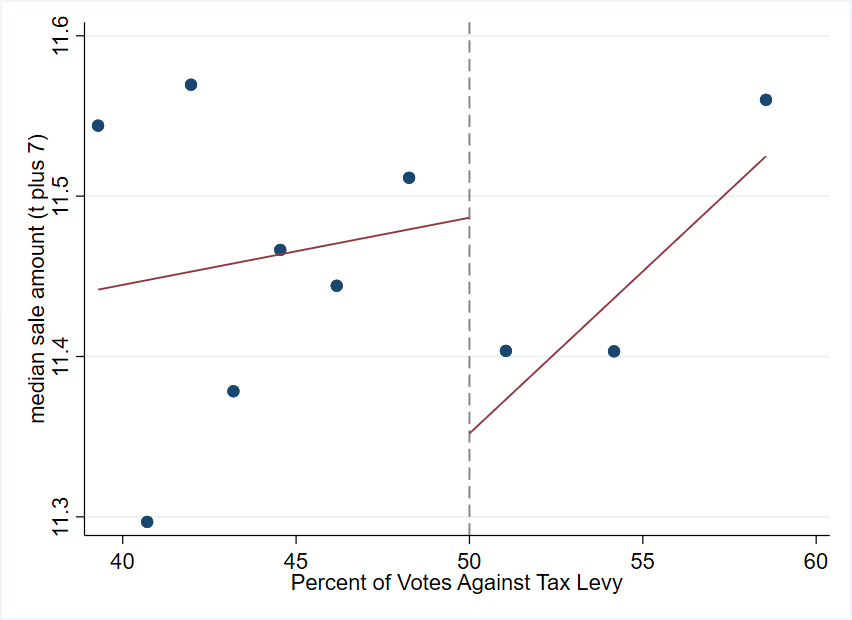 11.6
11.5
11.4
11.3
median sale amount (t plus 7)
40 45 50 55 60
Percent of Votes Against Tax Levy